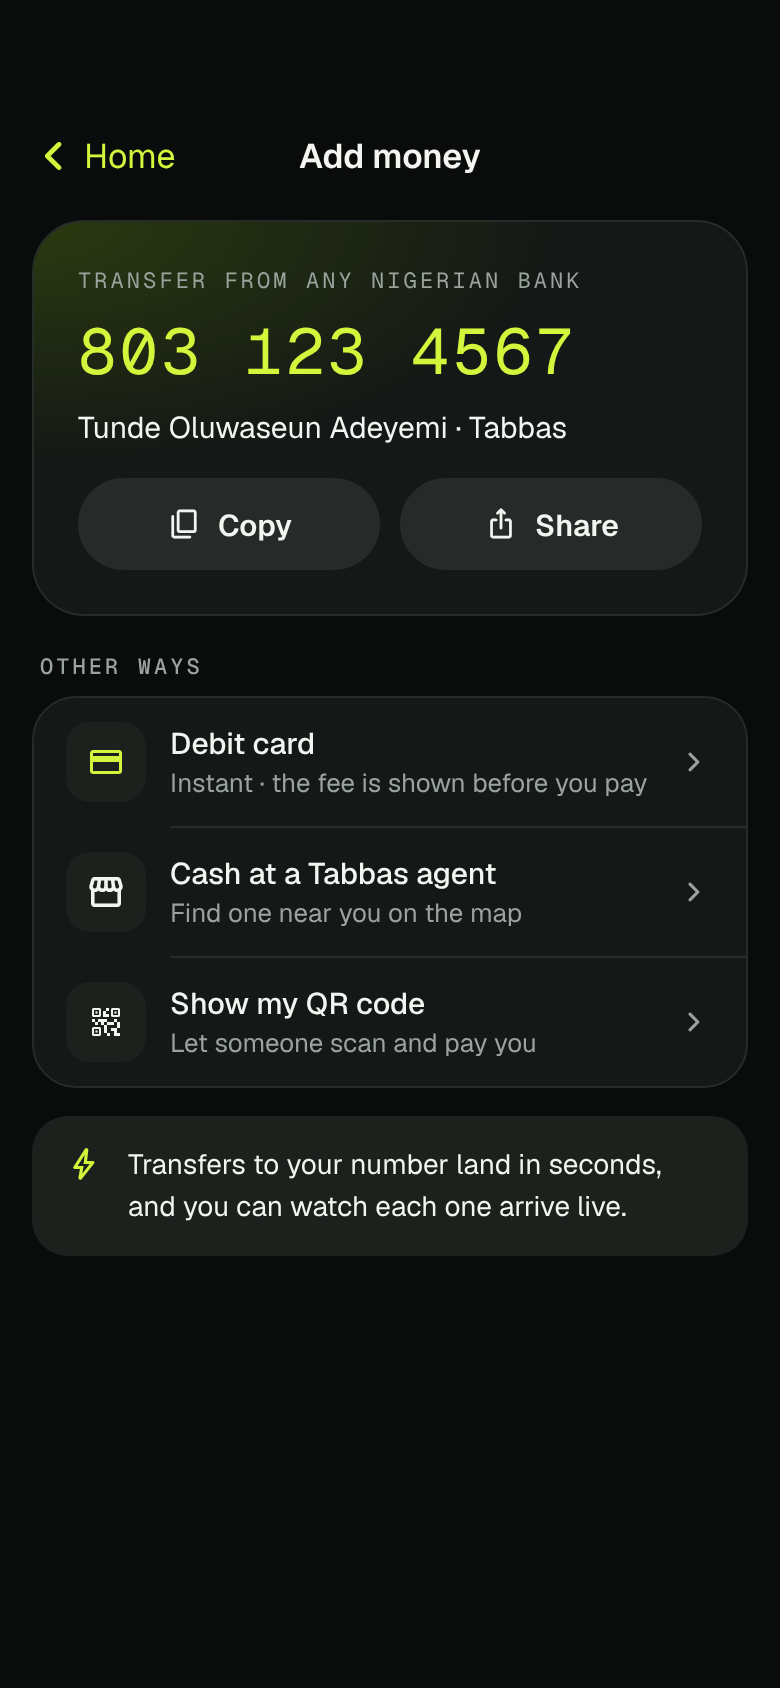 Home
Add money
TRANSFER FROM ANY NIGERIAN BANK
803 123 4567
Tunde Oluwaseun Adeyemi · Tabbas
Copy
Share
OTHER WAYS
Debit card
Instant · the fee is shown before you pay
Cash at a Tabbas agent
Find one near you on the map
Show my QR code
Let someone scan and pay you
Transfers to your number land in seconds,
and you can watch each one arrive live.